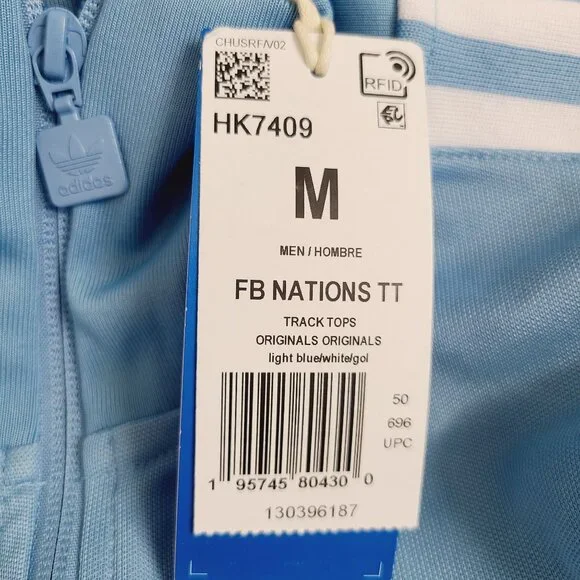 CHUSRF/V02
RFID
HK7409
M
MEN / HOMBRE
FB NATIONS TT
TRACK TOPS
ORIGINALS ORIGINALS
light blue/white/gol
50
696
UPC
1 95745 80430 0
130396187
adidas